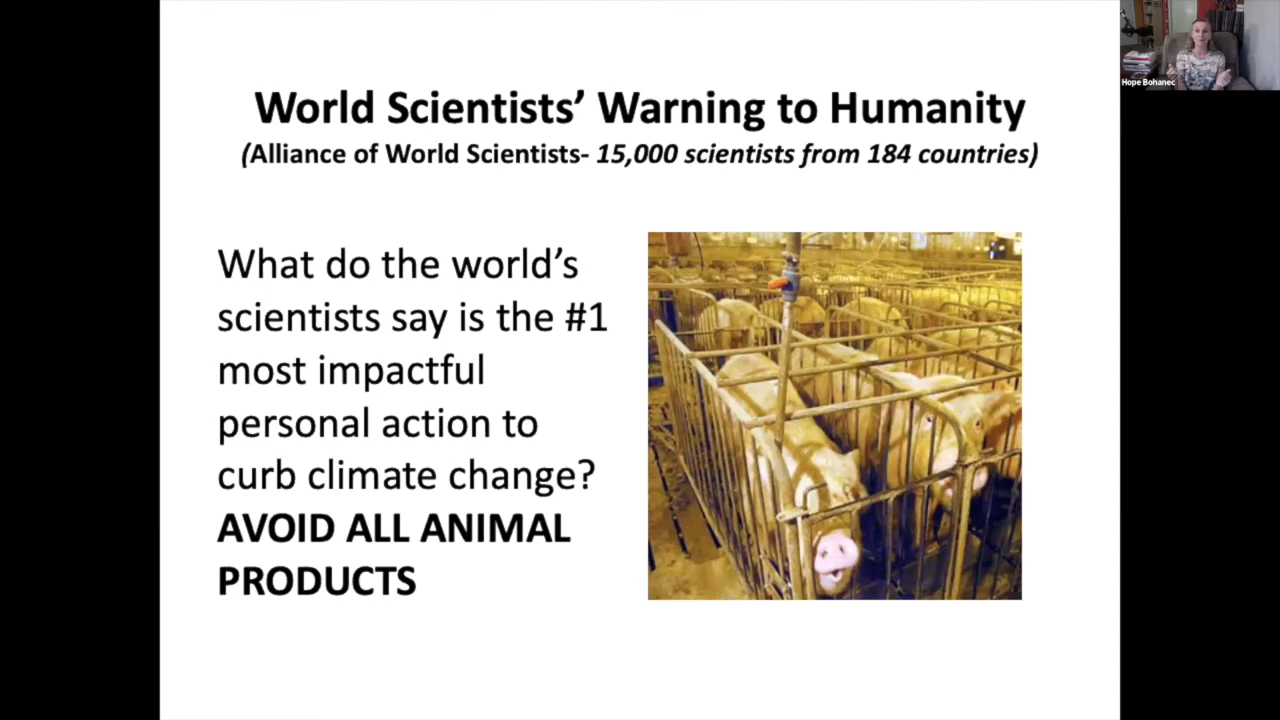 World Scientists' Warning to Humanity
(Alliance of World Scientists- 15,000 scientists from 184 countries)
Hope Bohanec
What do the world's
scientists say is the #1
most impactful
personal action to
curb climate change?
AVOID ALL ANIMAL
PRODUCTS